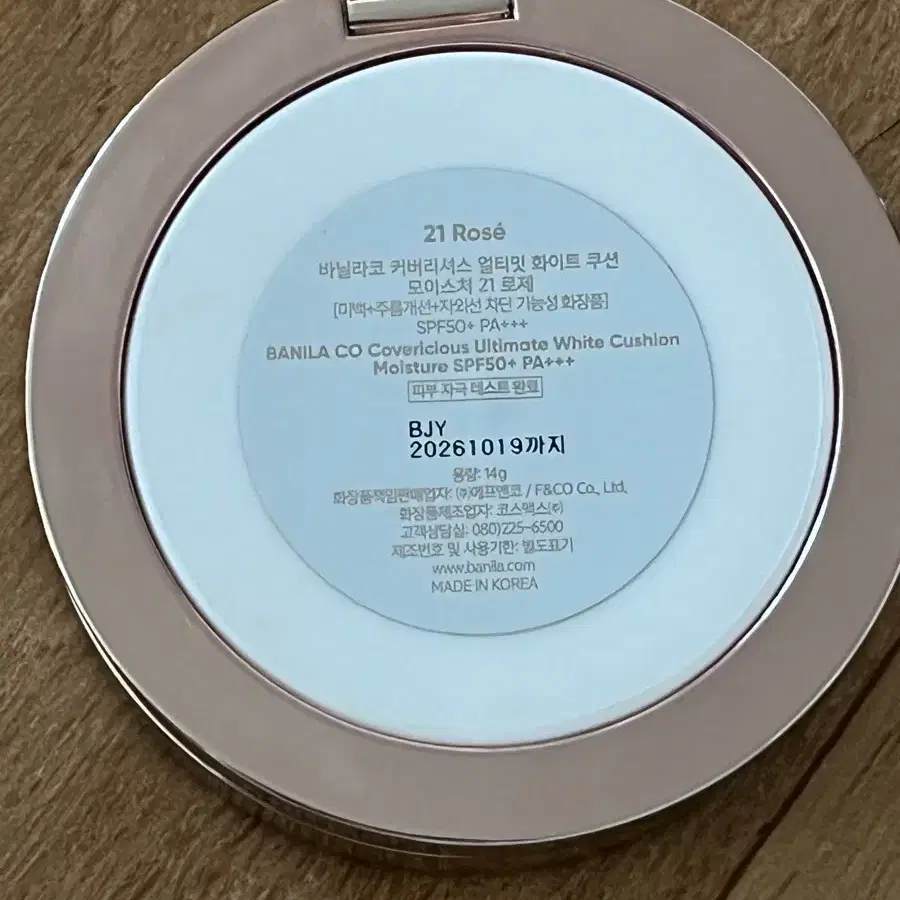 21 Rosé
바닐라코 커버리셔스 얼티밋 화이트 쿠션
모이스처 21 로제
[미백+주름개선+자외선 차단 기능성 화장품]
SPF50+ PA+++
BANILA CO Covericious Ultimate White Cushion
Moisture SPF50+ PA+++
피부 자극 테스트 완료
BJY
20261019까지
용량: 14g
화장품책임판매업자: (주)에프앤코 / F&CO Co., Ltd.
화장품제조업자: 코스맥스(주)
고객상담실: 080)225-6500
제조번호 및 사용기한: 별도표기
www.banila.com
MADE IN KOREA